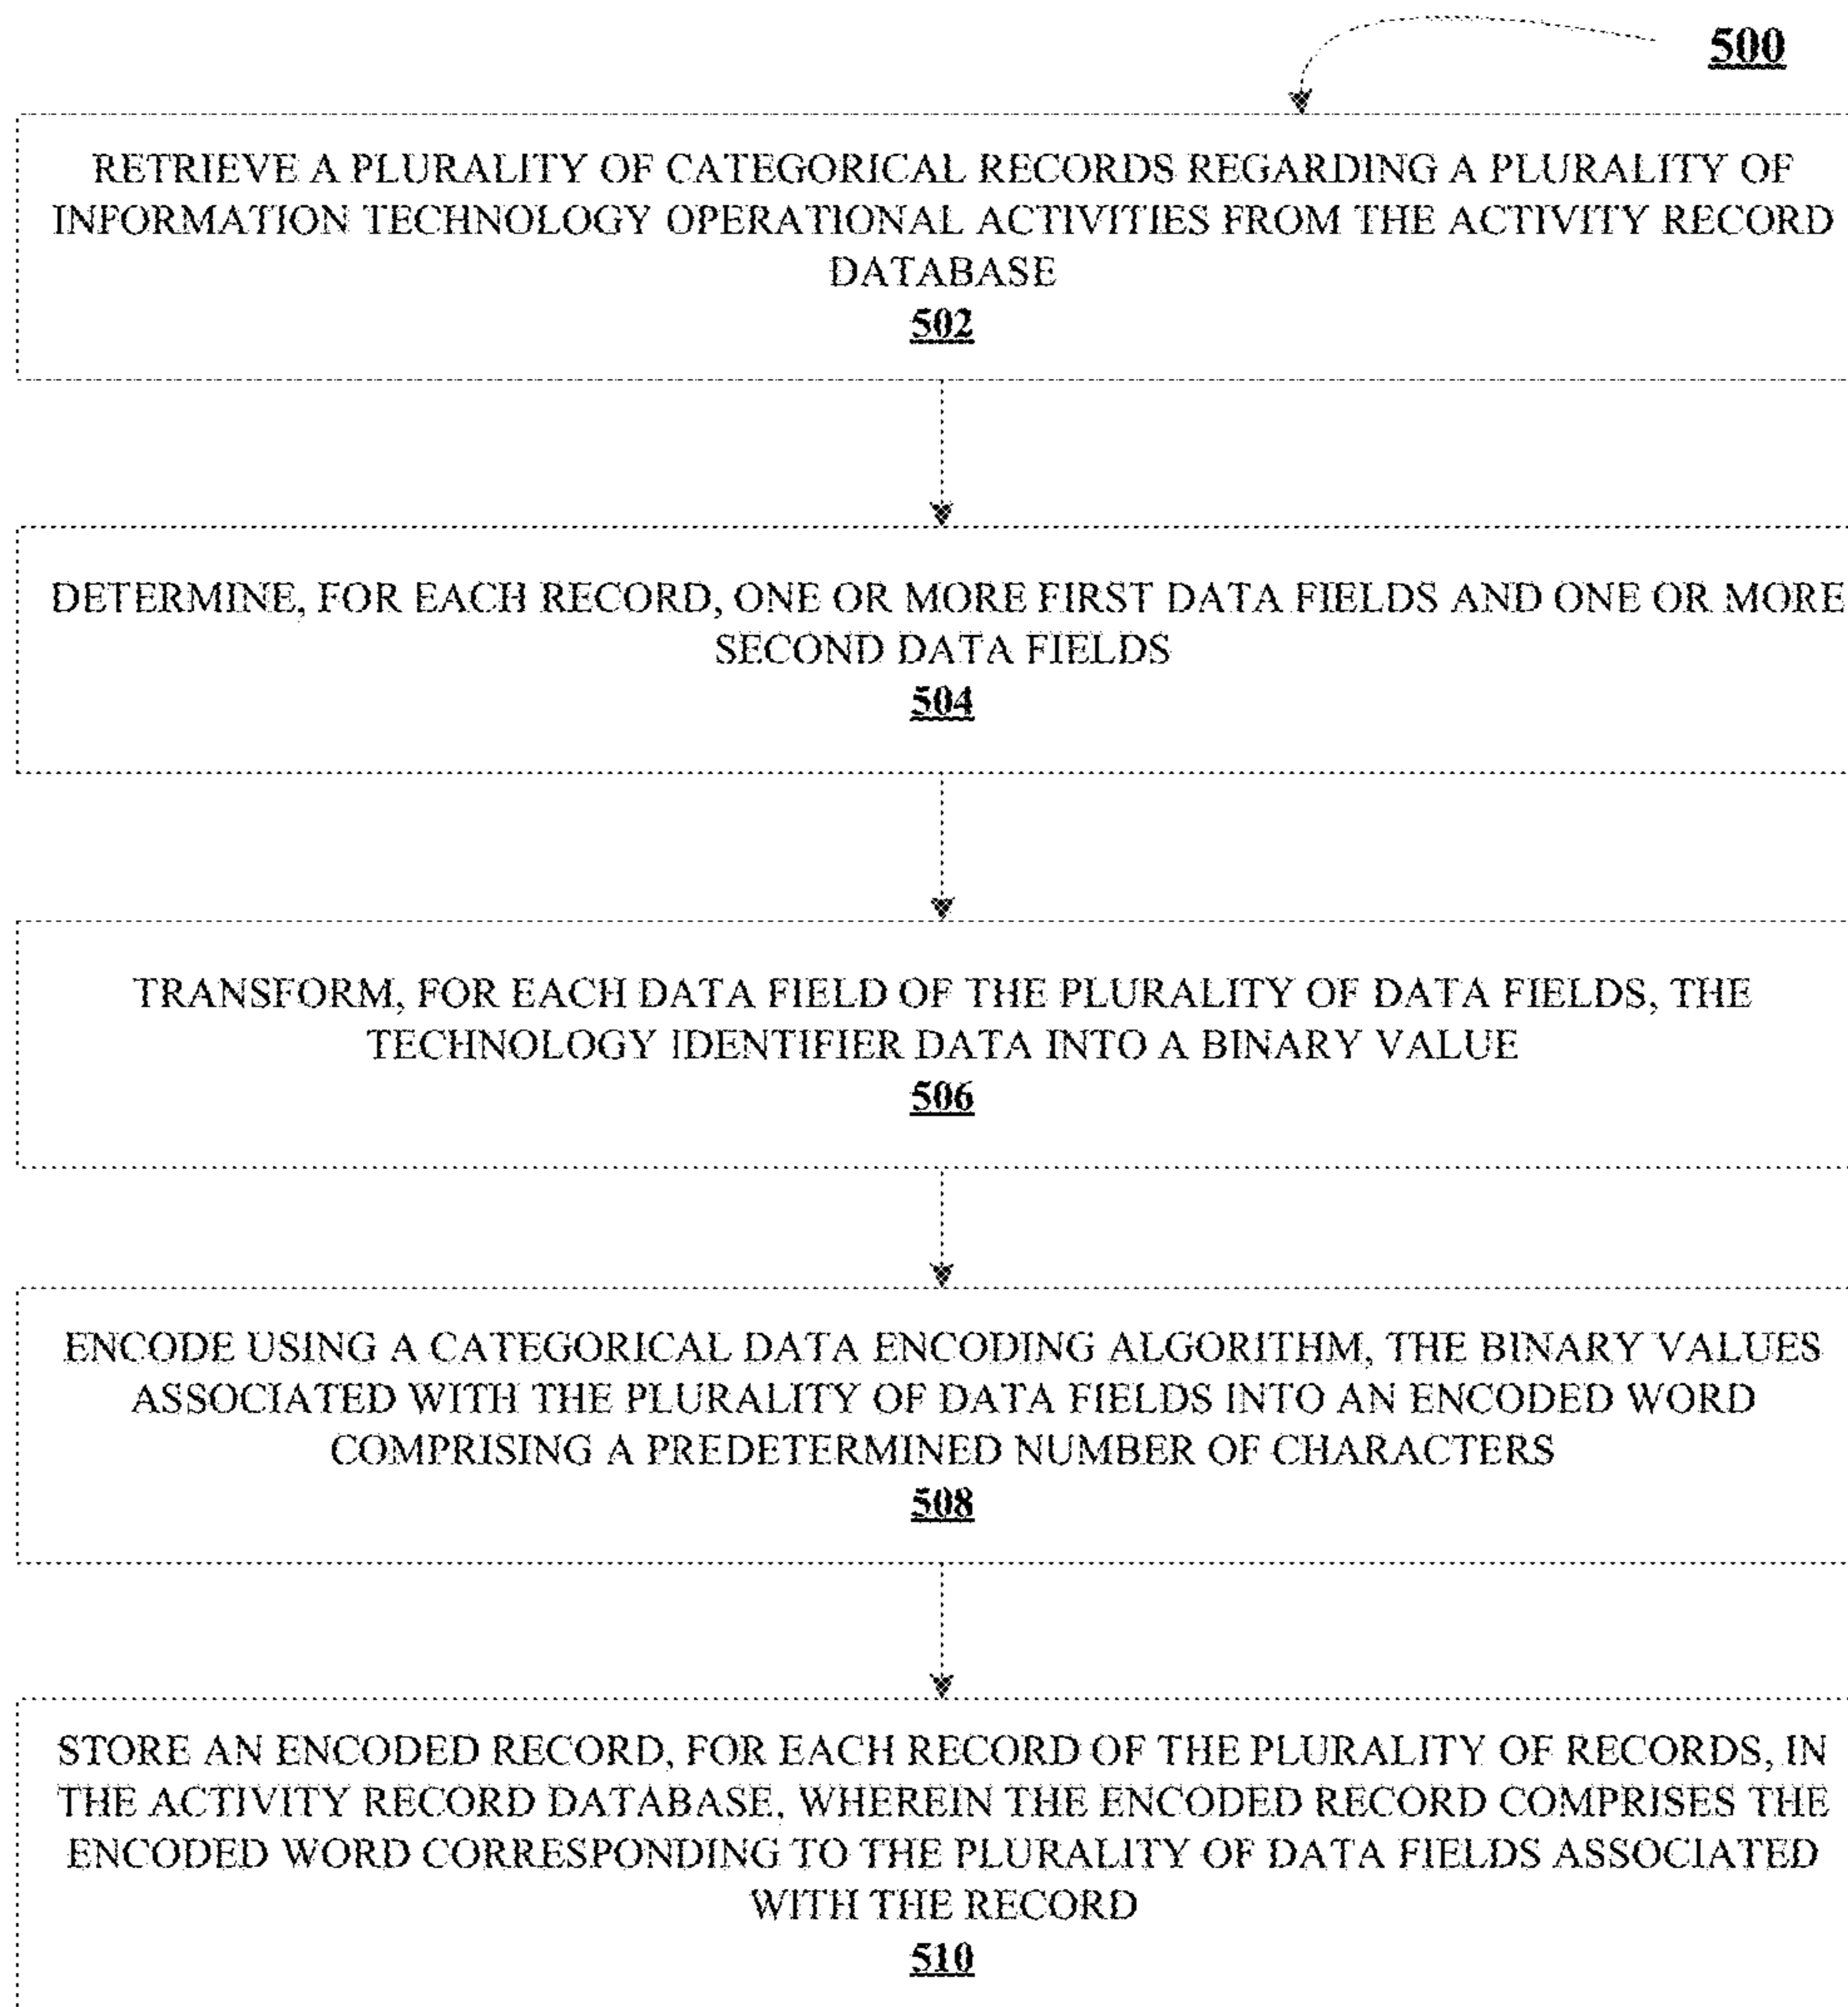 500
RETRIEVE A PLURALITY OF CATEGORICAL RECORDS REGARDING A PLURALITY OF
INFORMATION TECHNOLOGY OPERATIONAL ACTIVITIES FROM THE ACTIVITY RECORD
DATABASE
502
DETERMINE, FOR EACH RECORD, ONE OR MORE FIRST DATA FIELDS AND ONE OR MORE
SECOND DATA FIELDS
504
TRANSFORM, FOR EACH DATA FIELD OF THE PLURALITY OF DATA FIELDS, THE
TECHNOLOGY IDENTIFIER DATA INTO A BINARY VALUE
506
ENCODE USING A CATEGORICAL DATA ENCODING ALGORITHM, THE BINARY VALUES
ASSOCIATED WITH THE PLURALITY OF DATA FIELDS INTO AN ENCODED WORD
COMPRISING A PREDETERMINED NUMBER OF CHARACTERS
508
STORE AN ENCODED RECORD, FOR EACH RECORD OF THE PLURALITY OF RECORDS, IN
THE ACTIVITY RECORD DATABASE, WHEREIN THE ENCODED RECORD COMPRISES THE
ENCODED WORD CORRESPONDING TO THE PLURALITY OF DATA FIELDS ASSOCIATED
WITH THE RECORD
510